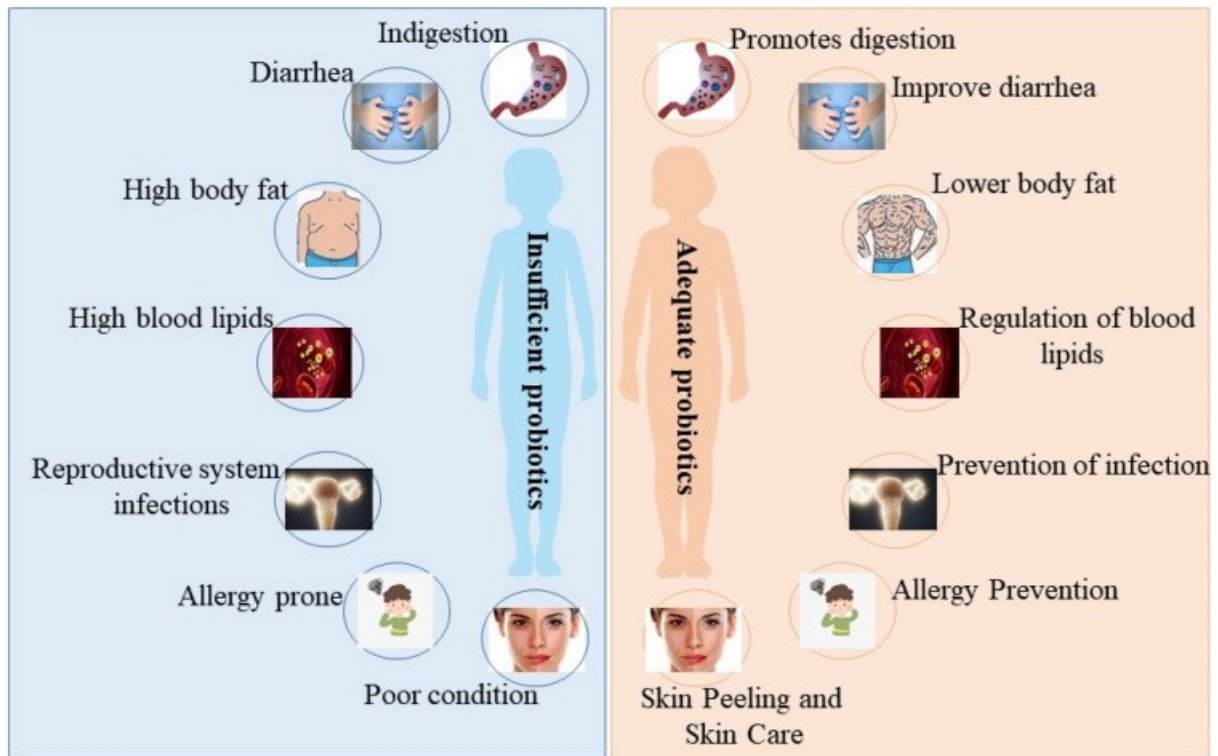 Indigestion
Diarrhea
High body fat
High blood lipids
Reproductive system
infections
Allergy prone
Poor condition
Insufficient probiotics
Adequate probiotics
Promotes digestion
Improve diarrhea
Lower body fat
Regulation of blood
lipids
Prevention of infection
Allergy Prevention
Skin Peeling and
Skin Care